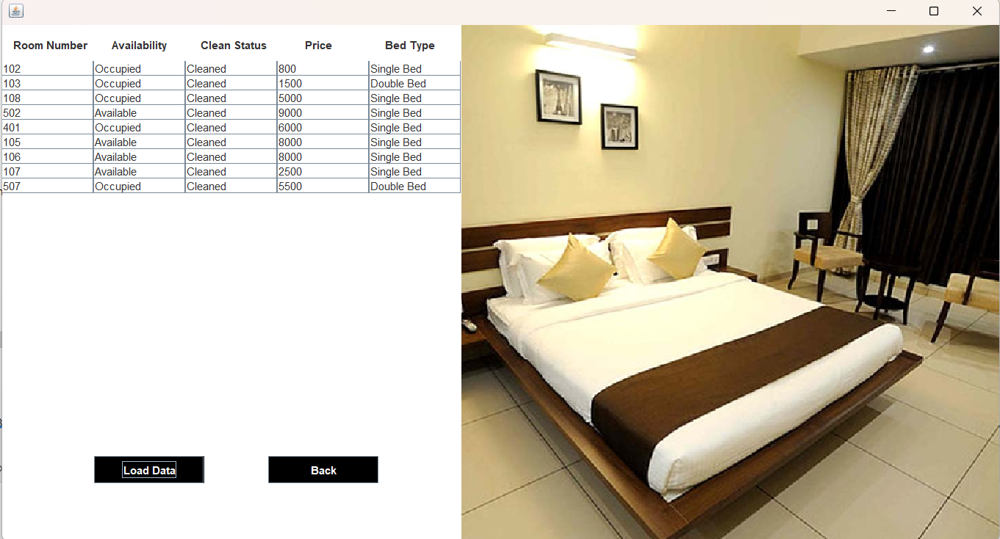 Room Number Availability Clean Status Price Bed Type
102 Occupied Cleaned 800 Single Bed
103 Occupied Cleaned 1500 Double Bed
108 Occupied Cleaned 5000 Single Bed
502 Available Cleaned 9000 Single Bed
401 Occupied Cleaned 6000 Single Bed
105 Available Cleaned 8000 Single Bed
106 Available Cleaned 8000 Single Bed
107 Available Cleaned 2500 Single Bed
507 Occupied Cleaned 5500 Double Bed
Load Data Back